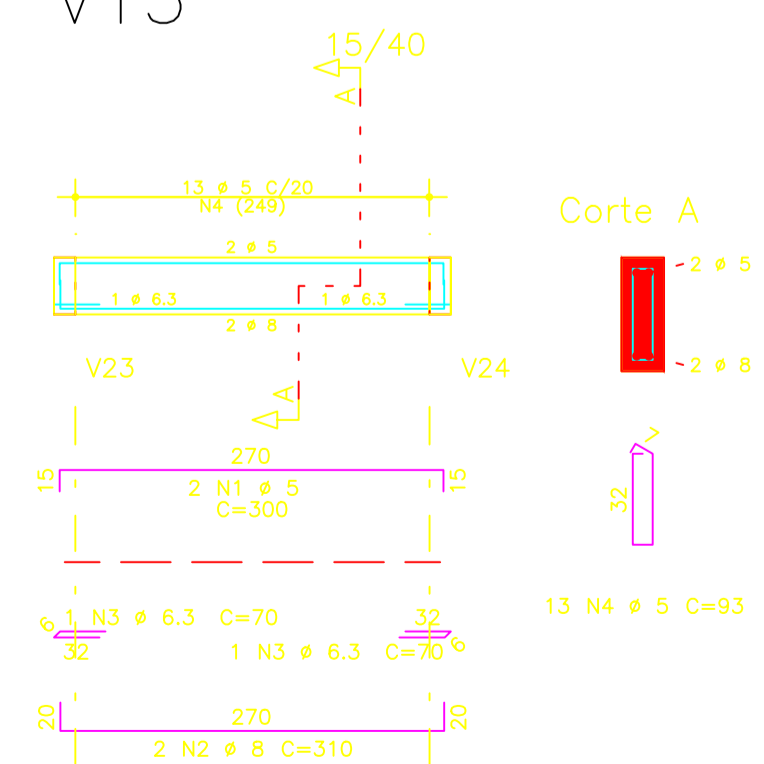 V15
15/40
A
13 ø 5 C/20
N4 (249)
Corte A
2 ø 5
2 ø 5
1 ø 6.3
1 ø 6.3
2 ø 8
2 ø 8
V23
V24
A
270
15
15
2 N1 ø 5
C=300
7
32
13 N4 ø 5 C=93
1 N3 ø 6.3 C=70
32
6
32
1 N3 ø 6.3 C=70
6
270
20
20
2 N2 ø 8 C=310